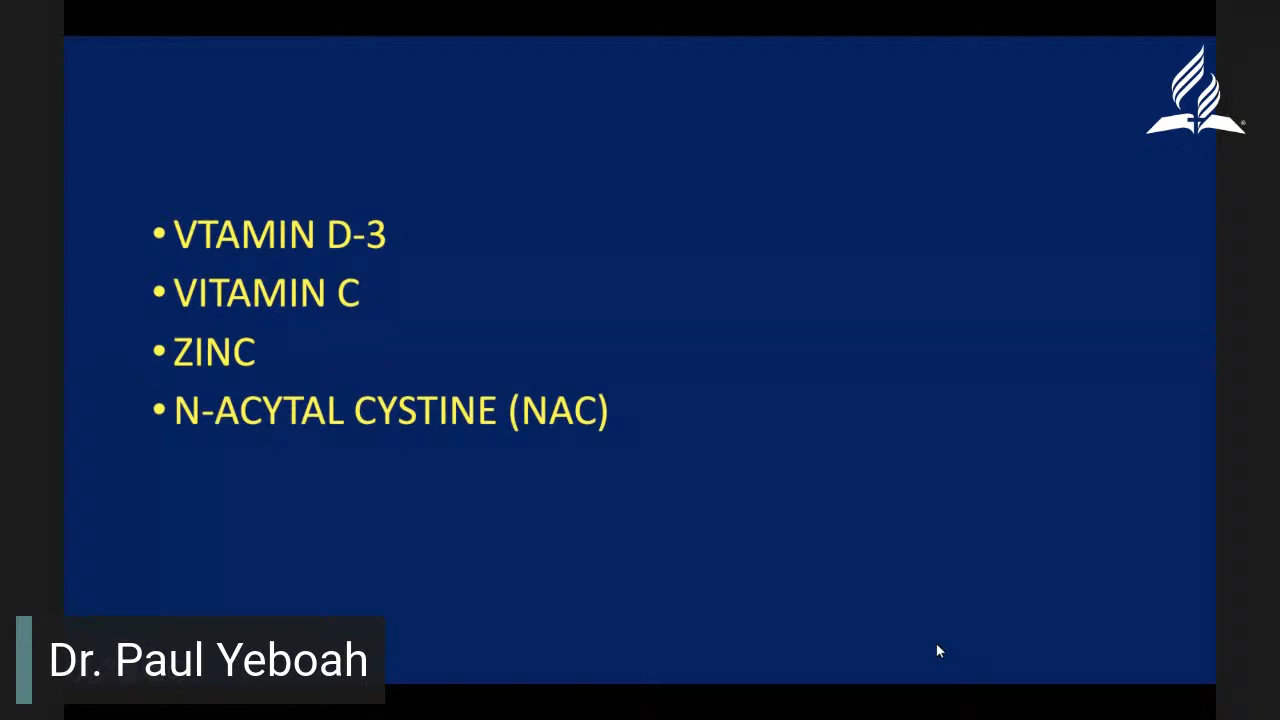 • VTAMIN D-3
• VITAMIN C
• ZINC
• N-ACYTAL CYSTINE (NAC)
Dr. Paul Yeboah